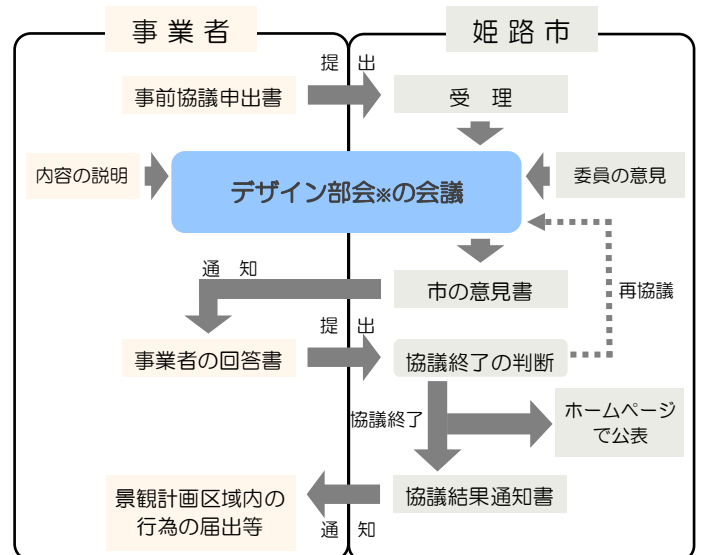 事業者
姫路市
提 出
事前協議申出書
受 理
内容の説明
デザイン部会※の会議
委員の意見
通 知
市の意見書
再協議
提 出
事業者の回答書
協議終了の判断
協議終了
ホームページ
で公表
景観計画区域内の
行為の届出等
協議結果通知書
通 知